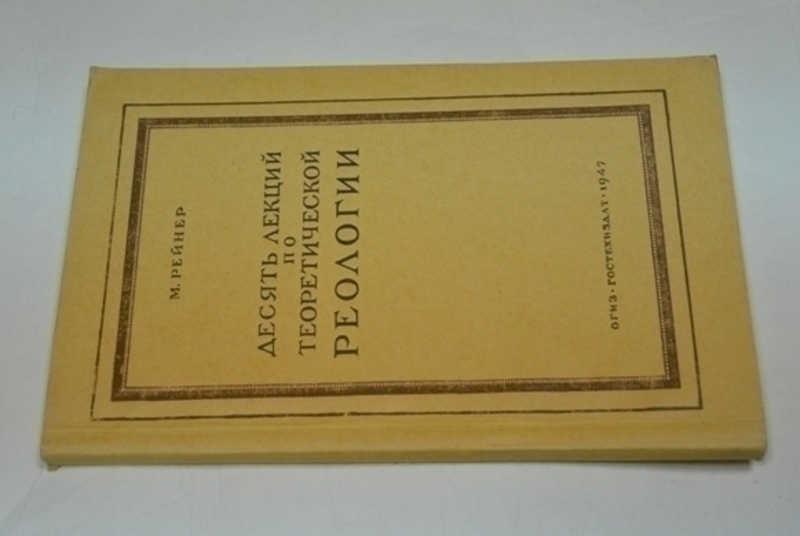 М. РЕЙНЕР
ДЕСЯТЬ ЛЕКЦИЙ
ПО
ТЕОРЕТИЧЕСКОЙ
РЕОЛОГИИ
ОГИЗ · ГОСТЕХИЗДАТ · 1947